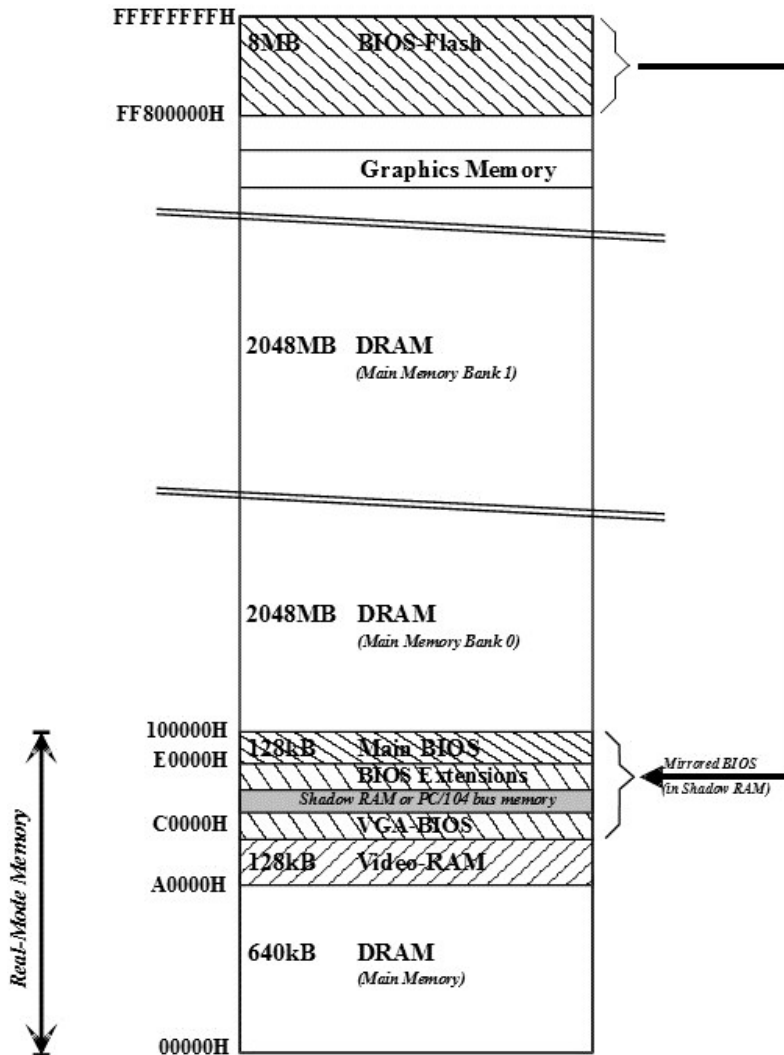 FFFFFFFFH
8MB BIOS-Flash
FF800000H
Graphics Memory
2048MB DRAM
(Main Memory Bank 1)
2048MB DRAM
(Main Memory Bank 0)
100000H
128kB Main BIOS
E0000H
BIOS Extensions
Mirrored BIOS
(in Shadow RAM)
Shadow RAM or PC/104 bus memory
C0000H
VGA-BIOS
128kB Video-RAM
A0000H
Real-Mode Memory
640kB DRAM
(Main Memory)
00000H